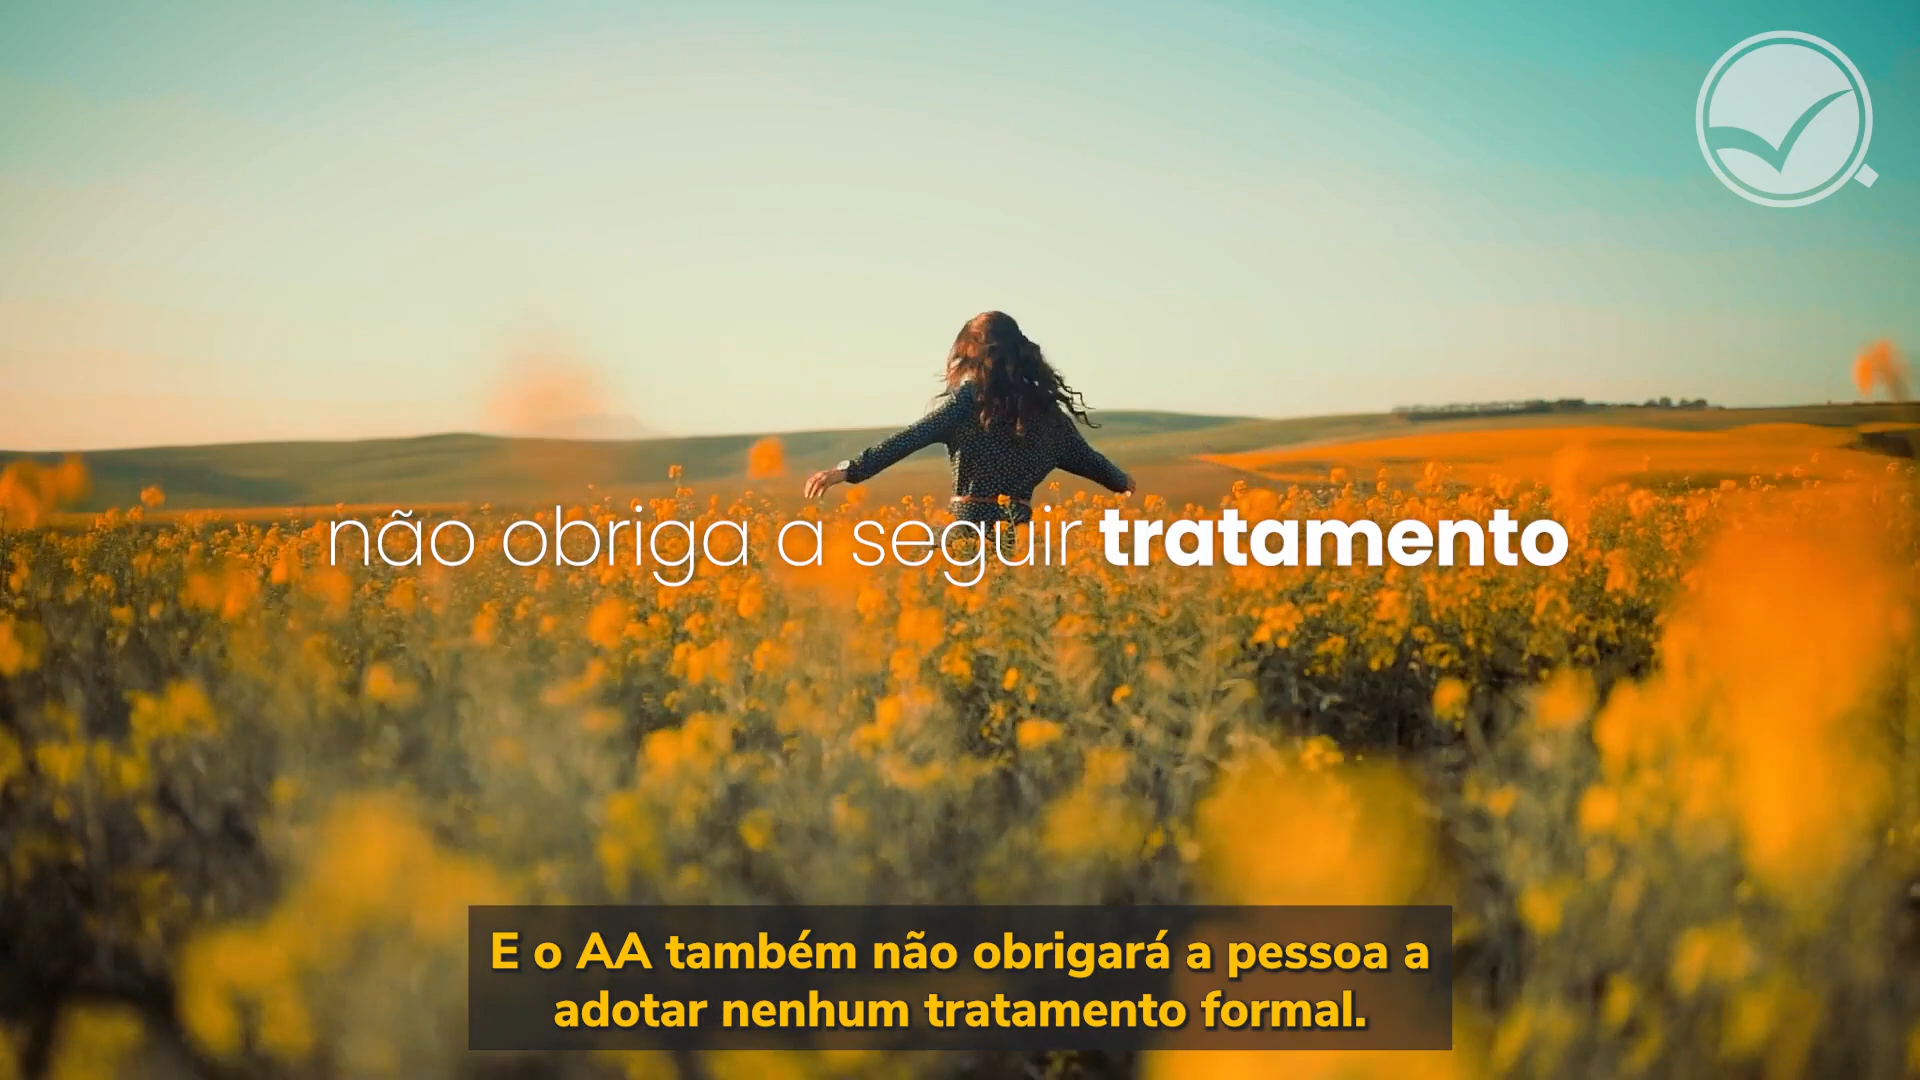 não obriga a seguir tratamento
E o AA também não obrigará a pessoa a
adotar nenhum tratamento formal.